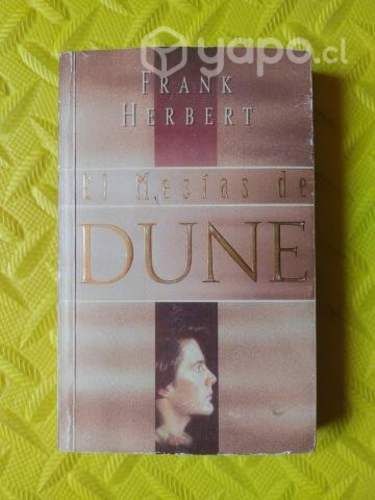 yapo.cl
FRANK
HERBERT
El Mesías de
DUNE